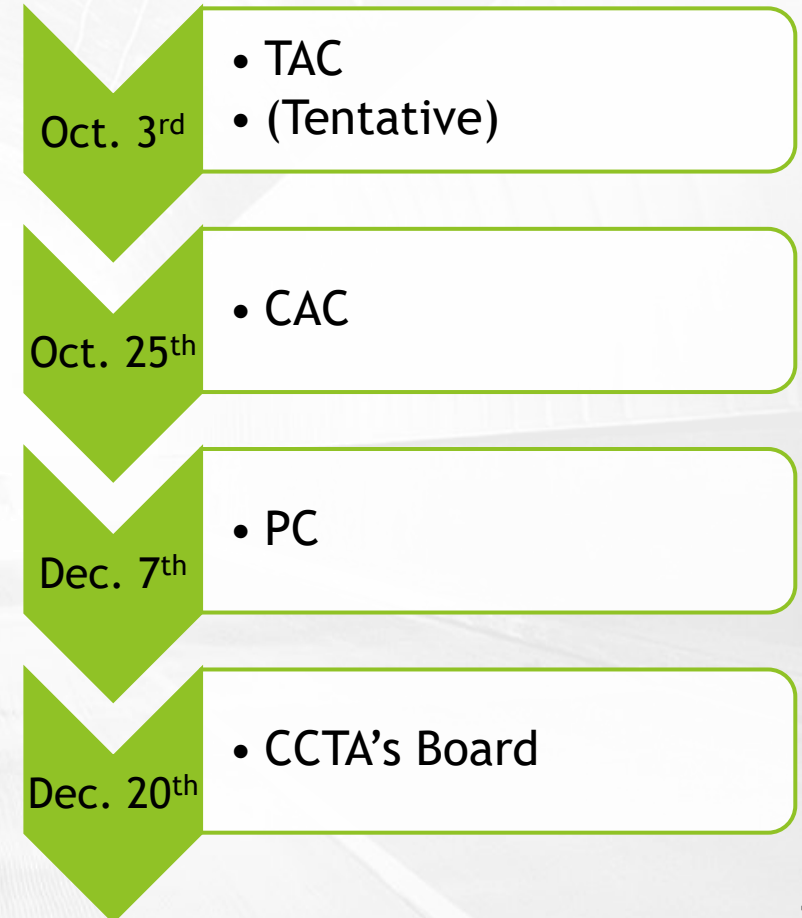 Oct. 3rd
• TAC
• (Tentative)
Oct. 25th
• CAC
Dec. 7th
• PC
Dec. 20th
• CCTA's Board